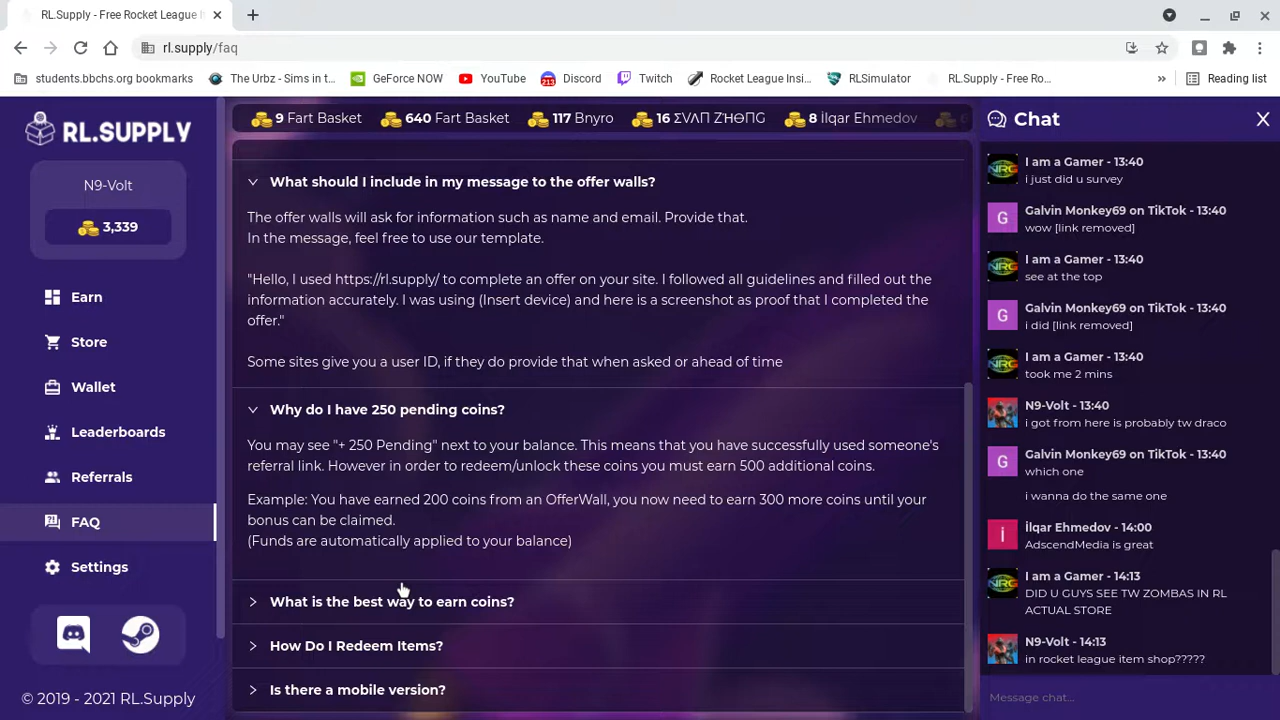 RL.Supply - Free Rocket League I
rl.supply/faq
students.bbchs.org bookmarks
The Urbz - Sims in t...
GeForce NOW
YouTube
213
Discord
Twitch
Rocket League Insi...
RLSimulator
RL.Supply - Free Ro...
»
Reading list
RL.SUPPLY
N9-Volt
3,339
Earn
Store
Wallet
Leaderboards
Referrals
FAQ
Settings
© 2019 - 2021 RL.Supply
9 Fart Basket
640 Fart Basket
117 Bnyro
16 ΣVΛП ZΉӨПG
8 İlqar Ehmedov
What should I include in my message to the offer walls?
The offer walls will ask for information such as name and email. Provide that.
In the message, feel free to use our template.
"Hello, I used https://rl.supply/ to complete an offer on your site. I followed all guidelines and filled out the
information accurately. I was using (Insert device) and here is a screenshot as proof that I completed the
offer."
Some sites give you a user ID, if they do provide that when asked or ahead of time
Why do I have 250 pending coins?
You may see "+ 250 Pending" next to your balance. This means that you have successfully used someone's
referral link. However in order to redeem/unlock these coins you must earn 500 additional coins.
Example: You have earned 200 coins from an OfferWall, you now need to earn 300 more coins until your
bonus can be claimed.
(Funds are automatically applied to your balance)
What is the best way to earn coins?
How Do I Redeem Items?
Is there a mobile version?
Chat
I am a Gamer - 13:40
i just did u survey
G
Galvin Monkey69 on TikTok - 13:40
wow [link removed]
I am a Gamer - 13:40
see at the top
G
Galvin Monkey69 on TikTok - 13:40
i did [link removed]
I am a Gamer - 13:40
took me 2 mins
N9-Volt - 13:40
i got from here is probably tw draco
G
Galvin Monkey69 on TikTok - 13:40
which one
i wanna do the same one
İ
İlqar Ehmedov - 14:00
AdscendMedia is great
I am a Gamer - 14:13
DID U GUYS SEE TW ZOMBAS IN RL
ACTUAL STORE
N9-Volt - 14:13
in rocket league item shop?????
Message chat...